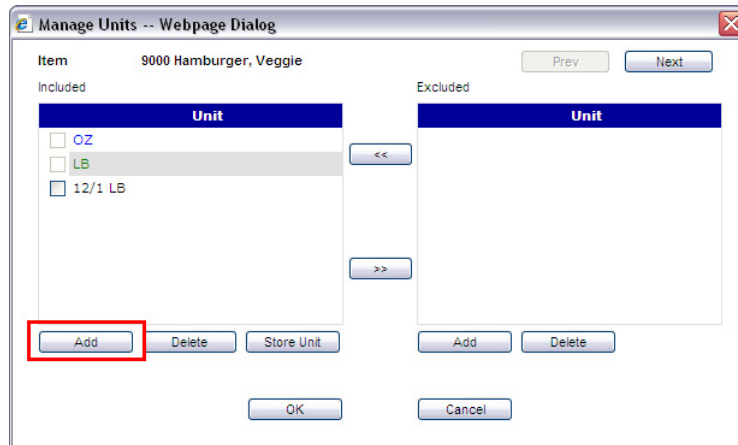 Manage Units -- Webpage Dialog
Item 9000 Hamburger, Veggie Prev Next
Included Excluded
Unit Unit
OZ
LB
12/1 LB
<<
>>
Add Delete Store Unit Add Delete
OK Cancel